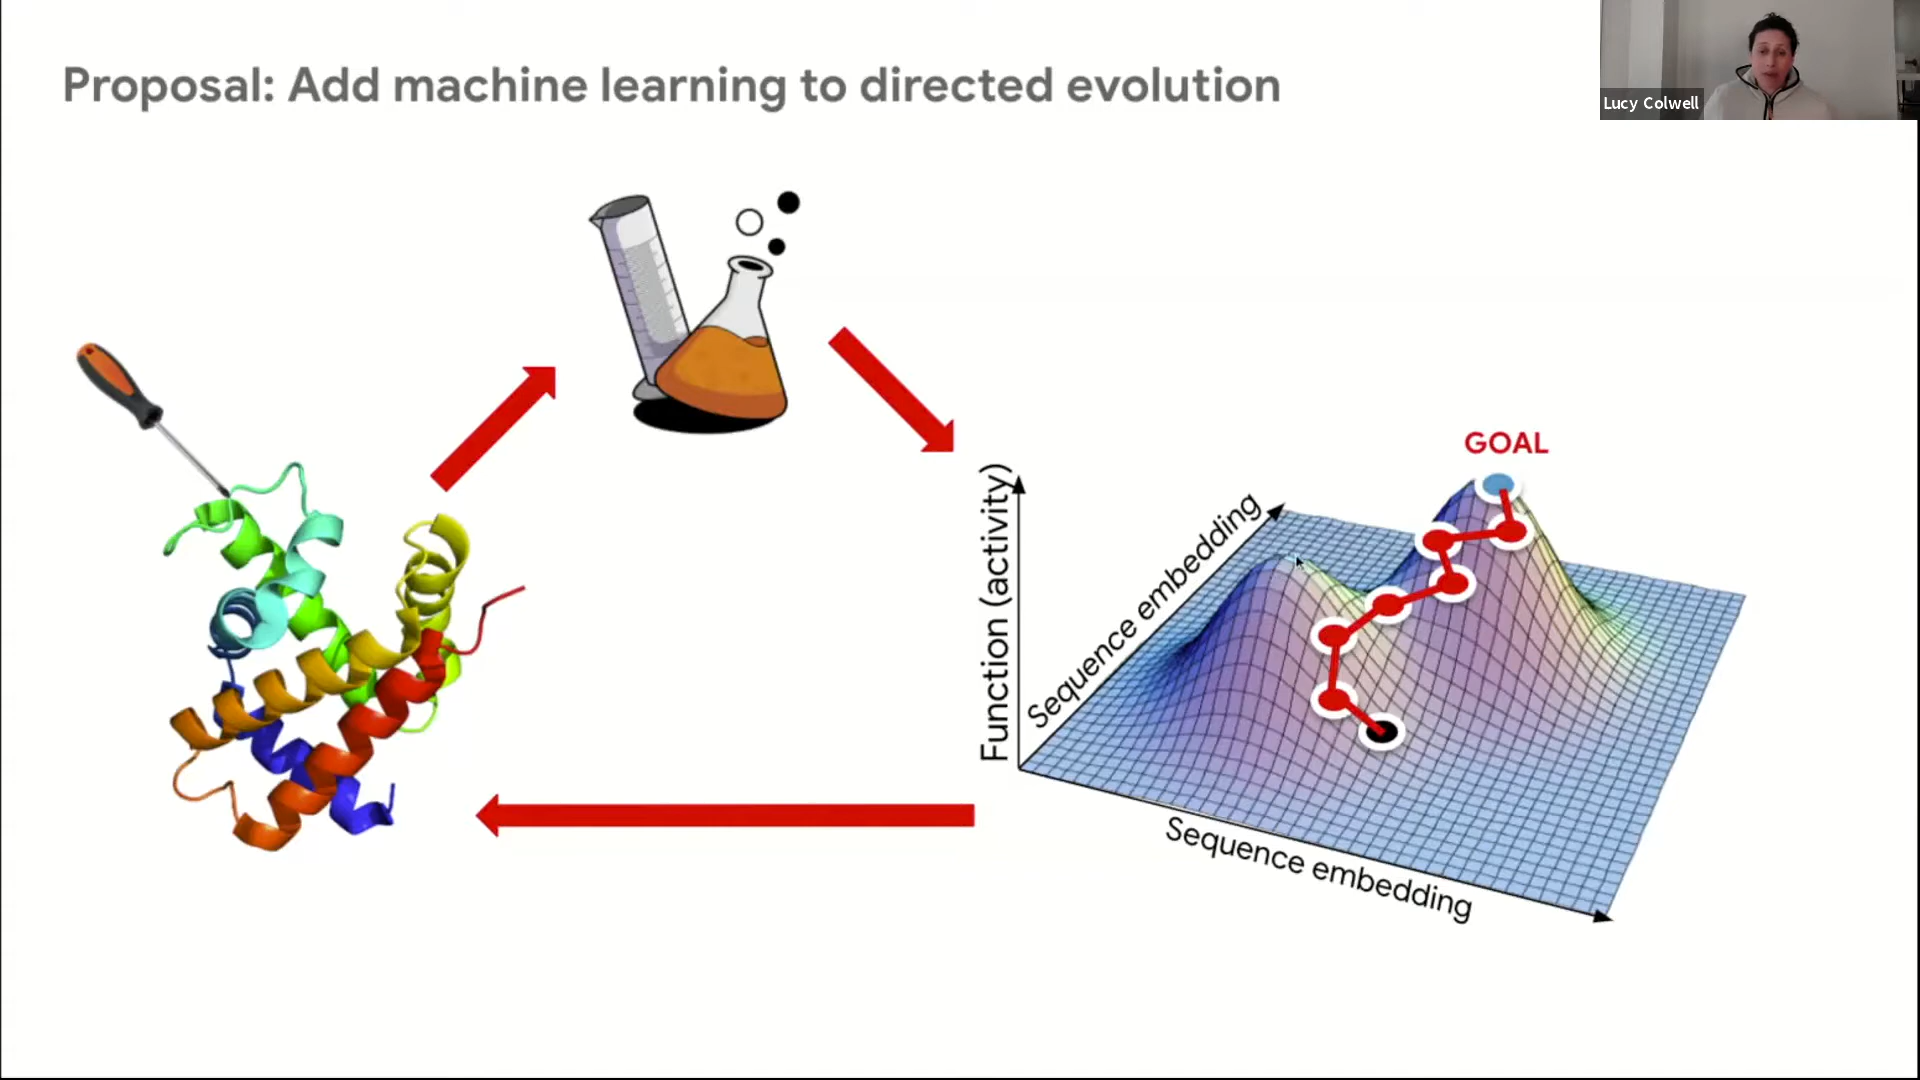 Proposal: Add machine learning to directed evolution
Lucy Colwell
GOAL
Function (activity)
Sequence embedding
Sequence embedding